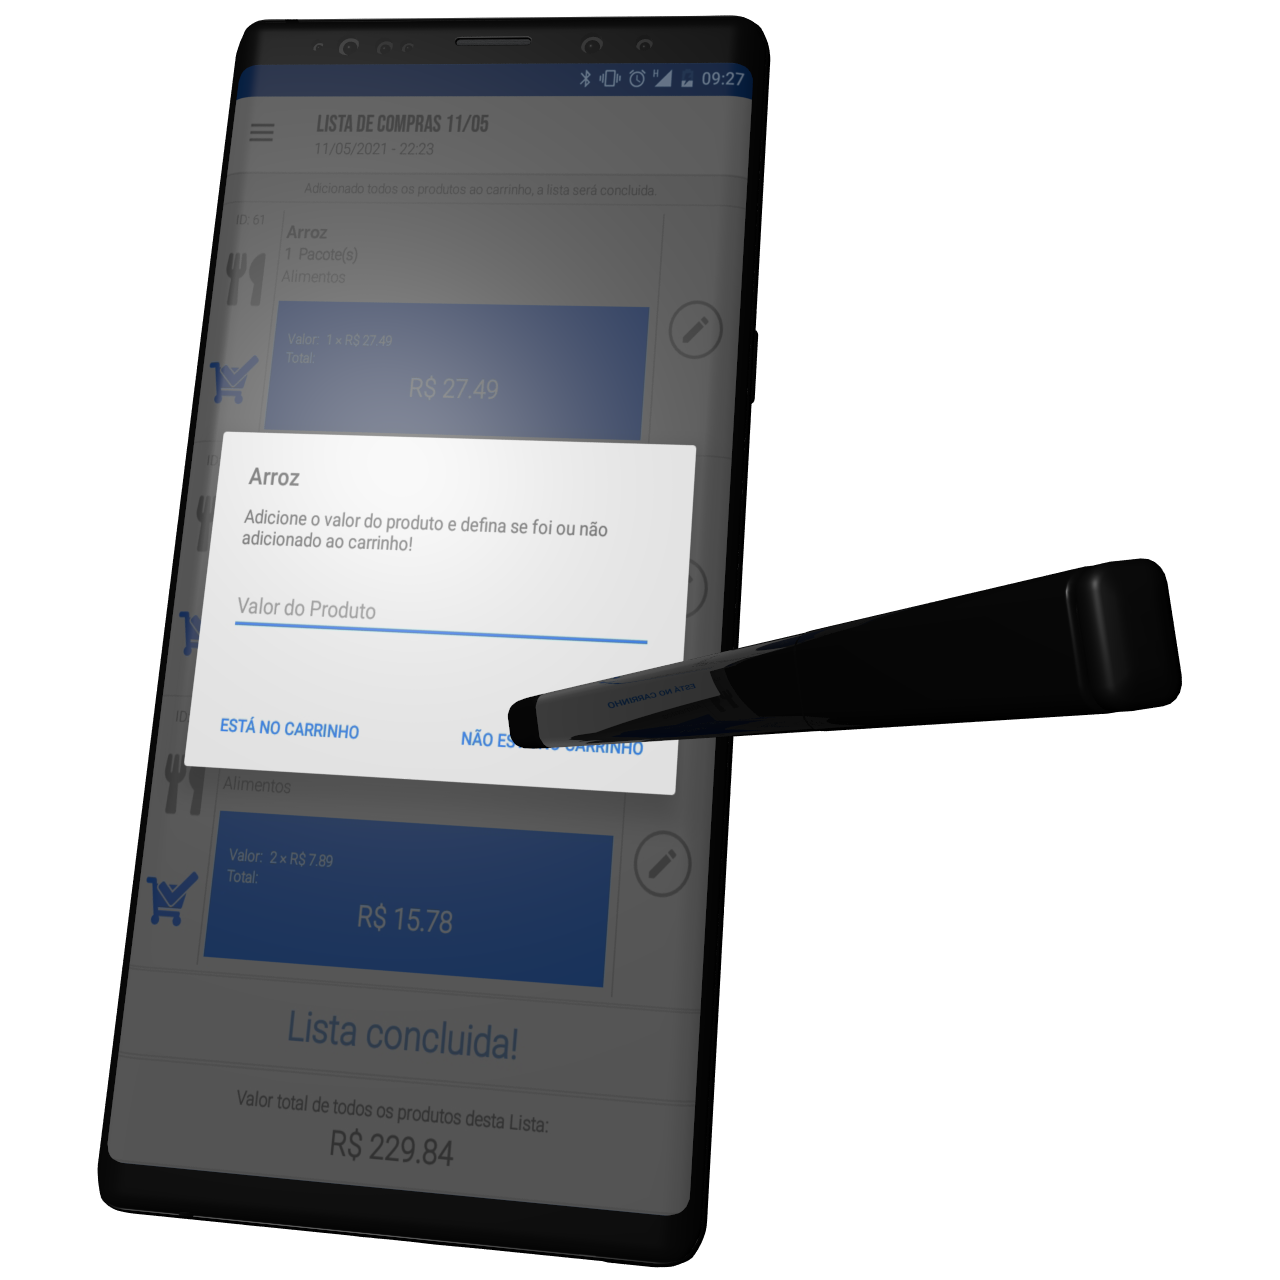 09:27
LISTA DE COMPRAS 11/05
11/05/2021 - 22:23
Adicionado todos os produtos ao carrinho, a lista será concluida.
ID: 61
Arroz
1 Pacote(s)
Alimentos
Valor: 1 × R$ 27.49
Total:
R$ 27.49
ID
Arroz
Adicione o valor do produto e defina se foi ou não
adicionado ao carrinho!
Valor do Produto
ESTÁ NO CARRINHO
ESTÁ NO CARRINHO
NÃO CARRINHO
ID:
Alimentos
Valor: 2 × R$ 7.89
Total:
R$ 15.78
Lista concluida!
Valor total de todos os produtos desta Lista:
R$ 229.84